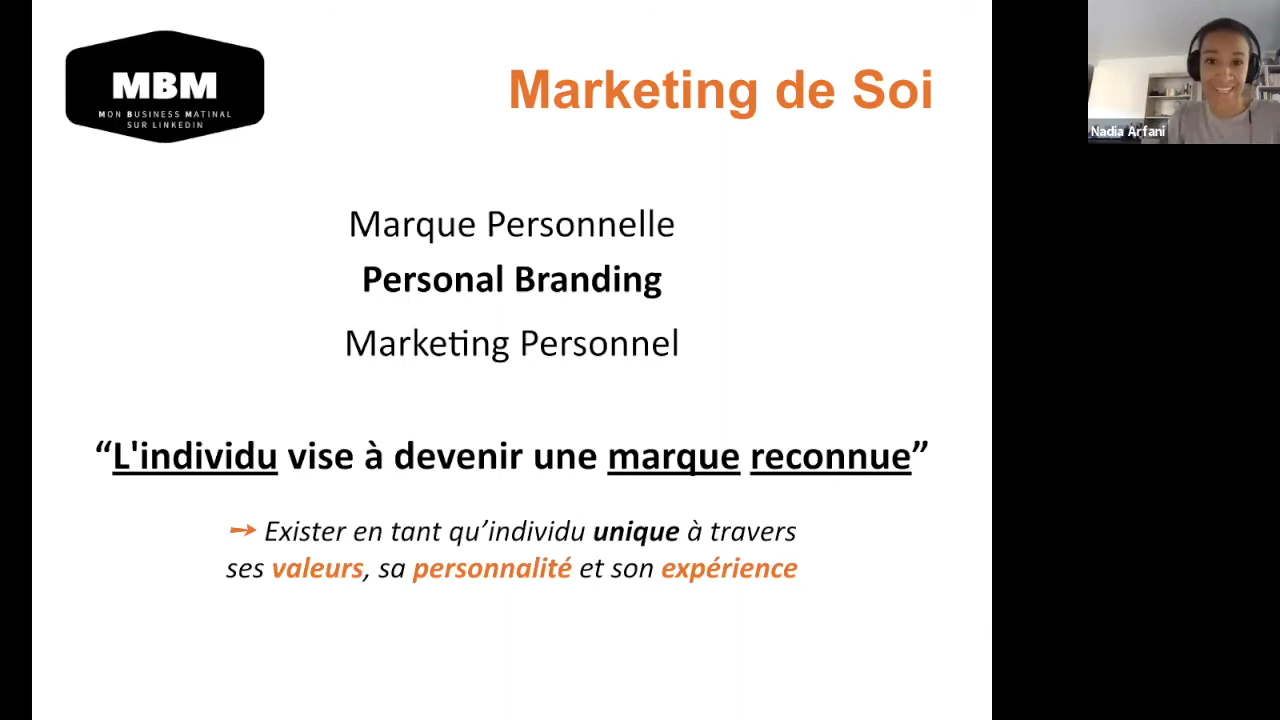 MBM
MON BUSINESS MATINAL
SUR LINKEDIN
Marketing de Soi
Nadia Arfani
Marque Personnelle
Personal Branding
Marketing Personnel
“L'individu vise à devenir une marque reconnue”
➙ Exister en tant qu’individu unique à travers
ses valeurs, sa personnalité et son expérience